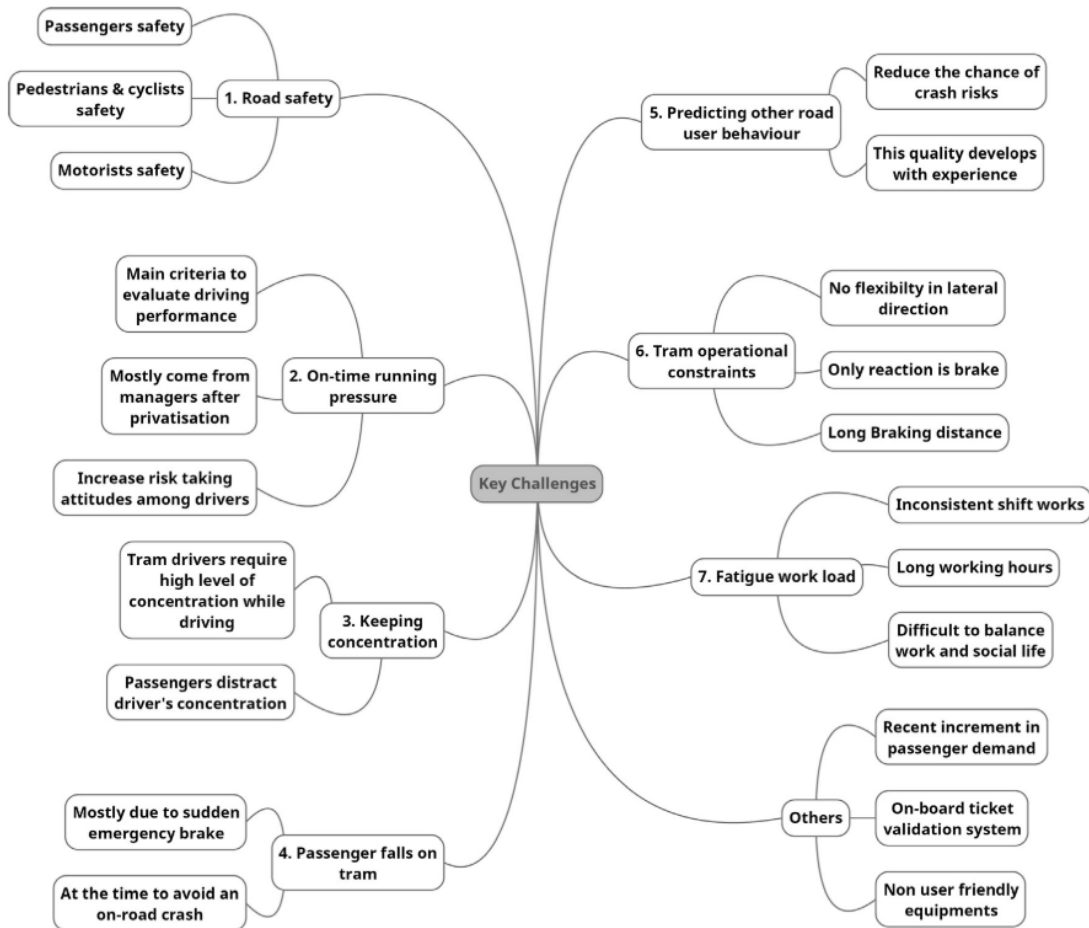 Key Challenges
1. Road safety
Passengers safety
Pedestrians & cyclists
safety
Motorists safety
2. On-time running
pressure
Main criteria to
evaluate driving
performance
Mostly come from
managers after
privatisation
Increase risk taking
attitudes among drivers
3. Keeping
concentration
Tram drivers require
high level of
concentration while
driving
Passengers distract
driver's concentration
4. Passenger falls on
tram
Mostly due to sudden
emergency brake
At the time to avoid an
on-road crash
5. Predicting other road
user behaviour
Reduce the chance of
crash risks
This quality develops
with experience
6. Tram operational
constraints
No flexibilty in lateral
direction
Only reaction is brake
Long Braking distance
7. Fatigue work load
Inconsistent shift works
Long working hours
Difficult to balance
work and social life
Others
Recent increment in
passenger demand
On-board ticket
validation system
Non user friendly
equipments